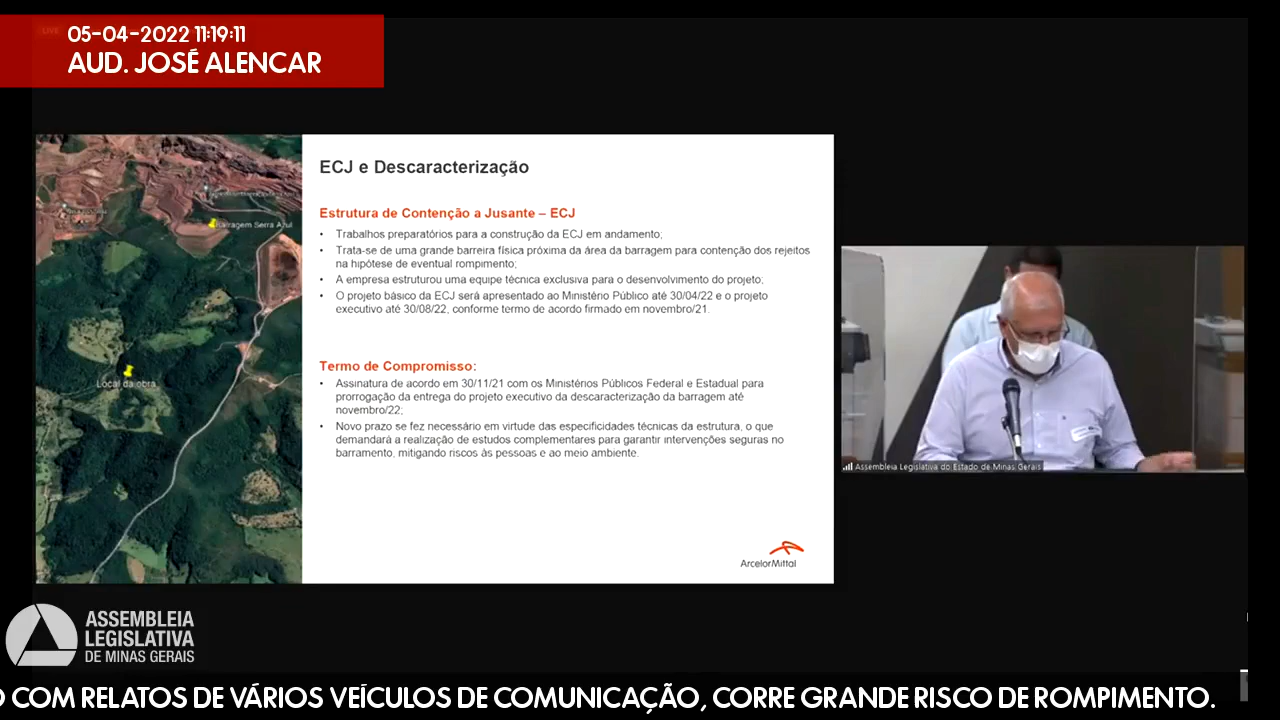 05-04-2022 11:19:11
AUD. JOSÉ ALENCAR
ECJ e Descaracterização
Estrutura de Contenção a Jusante – ECJ
• Trabalhos preparatórios para a construção da ECJ em andamento;
• Trata-se de uma grande barreira física próxima da área da barragem para contenção dos rejeitos
na hipótese de eventual rompimento;
• A empresa estruturou uma equipe técnica exclusiva para o desenvolvimento do projeto;
• O projeto básico da ECJ será apresentado ao Ministério Público até 30/04/22 e o projeto
executivo até 30/08/22, conforme termo de acordo firmado em novembro/21.
Termo de Compromisso:
• Assinatura de acordo em 30/11/21 com os Ministérios Públicos Federal e Estadual para
prorrogação da entrega do projeto executivo da descaracterização da barragem até
novembro/22;
• Novo prazo se fez necessário em virtude das especificidades técnicas da estrutura, o que
demandará a realização de estudos complementares para garantir intervenções seguras no
barramento, mitigando riscos às pessoas e ao meio ambiente.
ArcelorMittal
Barragem Serra Azul
Local da obra
Assembleia Legislativa do Estado de Minas Gerais
ASSEMBLEIA
LEGISLATIVA
DE MINAS GERAIS
O COM RELATOS DE VÁRIOS VEÍCULOS DE COMUNICAÇÃO, CORRE GRANDE RISCO DE ROMPIMENTO.